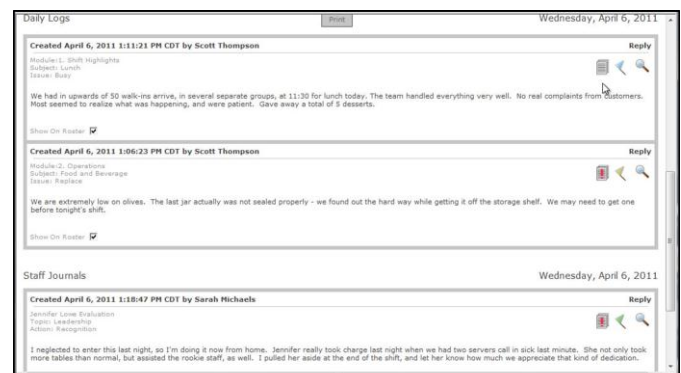 Daily Logs Print Wednesday, April 6, 2011
Created April 6, 2011 1:11:21 PM CDT by Scott Thompson Reply
Module:1. Shift Highlights
Subject: Lunch
Issue: Busy
We had in upwards of 50 walk-ins arrive, in several separate groups, at 11:30 for lunch today. The team handled everything very well. No real complaints from customers.
Most seemed to realize what was happening, and were patient. Gave away a total of 5 desserts.
Show On Roster
Created April 6, 2011 1:06:23 PM CDT by Scott Thompson Reply
Module:2. Operations
Subject: Food and Beverage
Issue: Replace
We are extremely low on olives. The last jar actually was not sealed properly - we found out the hard way while getting it off the storage shelf. We may need to get one
before tonight's shift.
Show On Roster
Staff Journals Wednesday, April 6, 2011
Created April 6, 2011 1:18:47 PM CDT by Sarah Michaels Reply
Jennifer Lowe Evaluation
Topic: Leadership
Action: Recognition
I neglected to enter this last night, so I'm doing it now from home. Jennifer really took charge last night when we had two servers call in sick last minute. She not only took
more tables than normal, but assisted the rookie staff, as well. I pulled her aside at the end of the shift, and let her know how much we appreciate that kind of dedication.